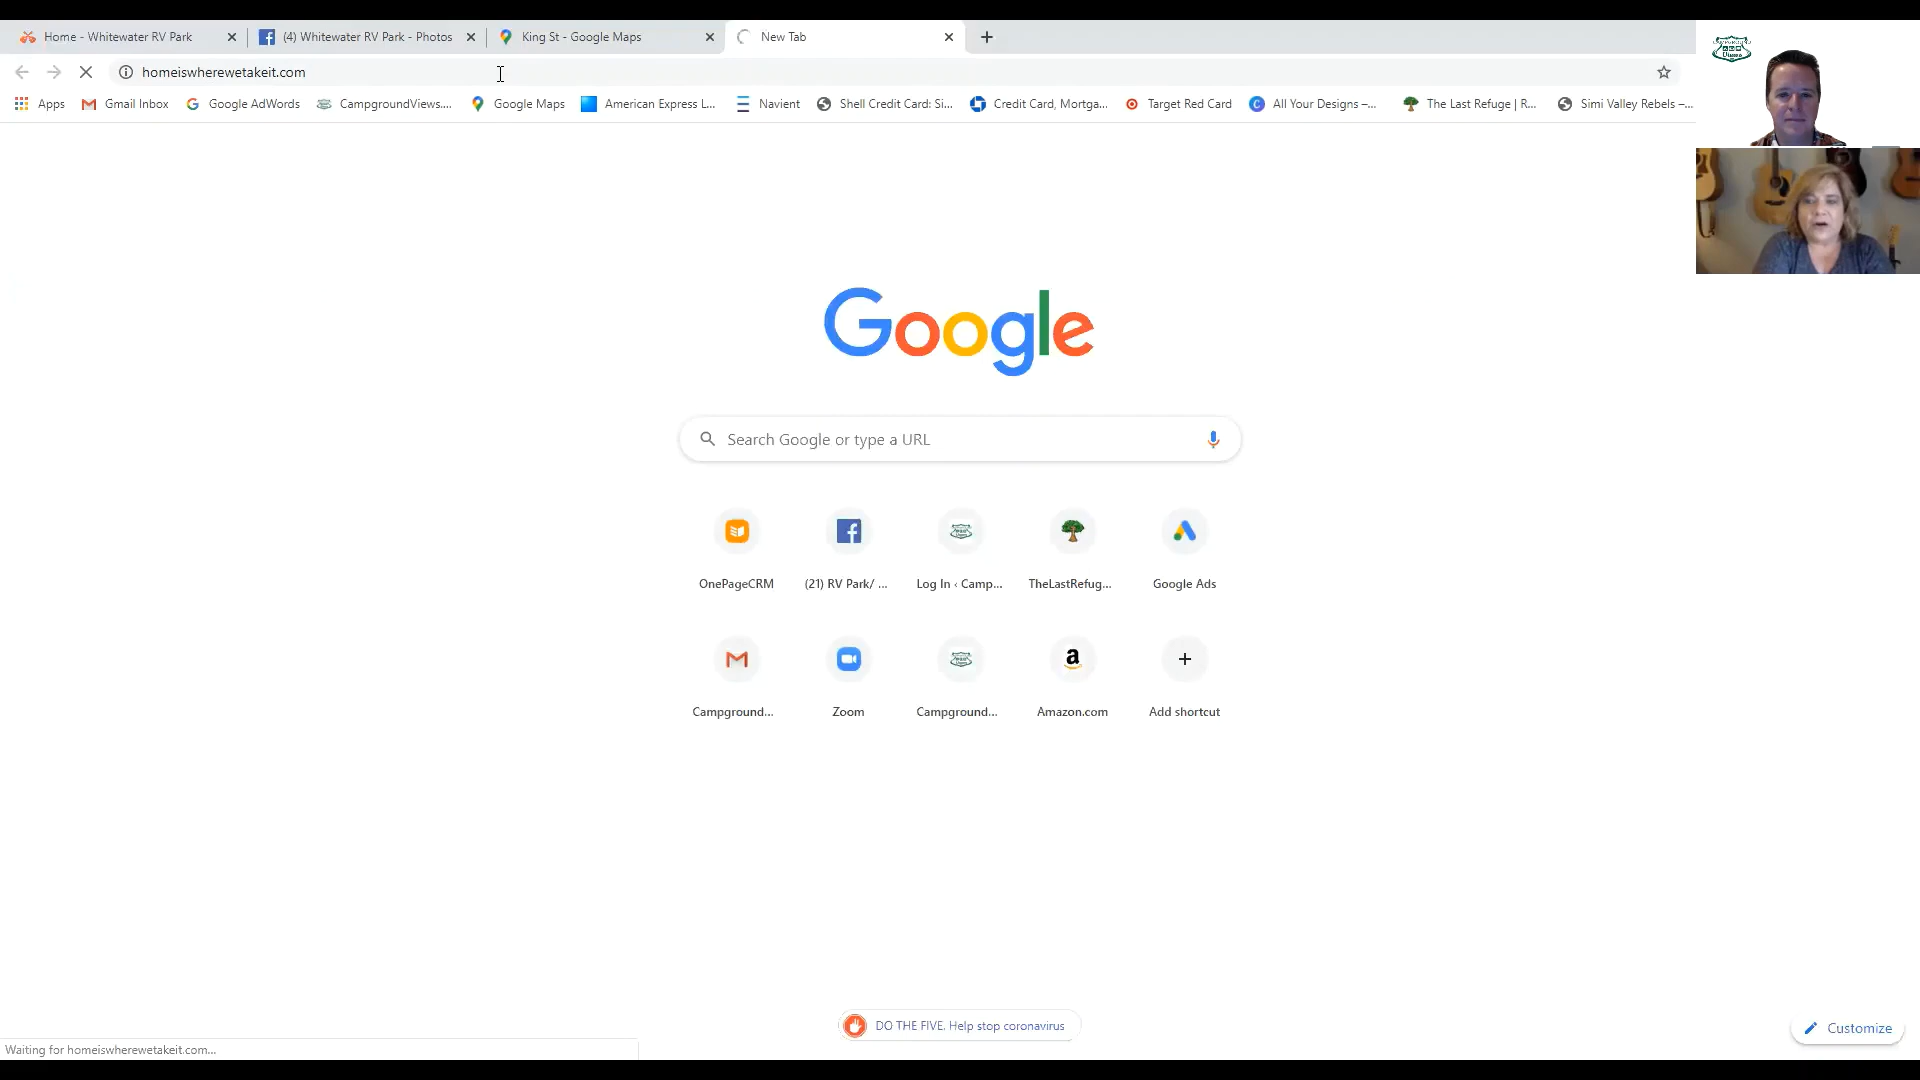 Home - Whitewater RV Park
(4) Whitewater RV Park - Photos
King St - Google Maps
New Tab
homeiswherewetakeit.com
Apps
Gmail Inbox
Google AdWords
CampgroundViews....
Google Maps
American Express L...
Navient
Shell Credit Card: Si...
Credit Card, Mortga...
Target Red Card
All Your Designs –...
The Last Refuge | R...
Simi Valley Rebels –...
CAMPGROUND
Views
Google
Search Google or type a URL
OnePageCRM
(21) RV Park/ ...
Log In ‹ Camp...
TheLastRefug...
Google Ads
Campground...
Zoom
Campground...
Amazon.com
Add shortcut
DO THE FIVE. Help stop coronavirus
Customize
Waiting for homeiswherewetakeit.com...